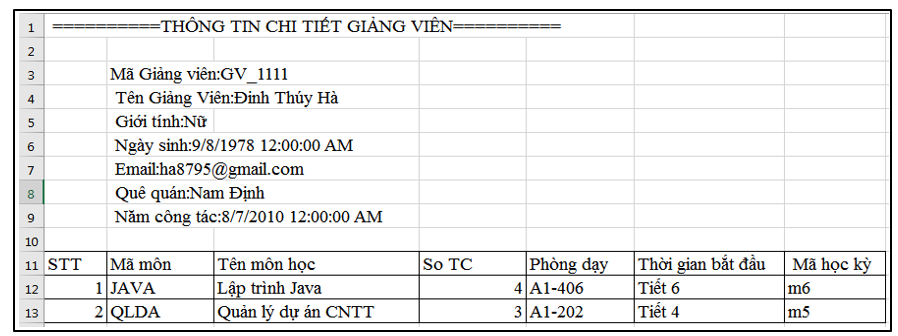 1 ==========THÔNG TIN CHI TIẾT GIẢNG VIÊN==========
2
3 Mã Giảng viên:GV_1111
4 Tên Giảng Viên:Đinh Thúy Hà
5 Giới tính:Nữ
6 Ngày sinh:9/8/1978 12:00:00 AM
7 Email:ha8795@gmail.com
8 Quê quán:Nam Định
9 Năm công tác:8/7/2010 12:00:00 AM
10
11 STT Mã môn Tên môn học So TC Phòng dạy Thời gian bắt đầu Mã học kỳ
12 1 JAVA Lập trình Java 4 A1-406 Tiết 6 m6
13 2 QLDA Quản lý dự án CNTT 3 A1-202 Tiết 4 m5